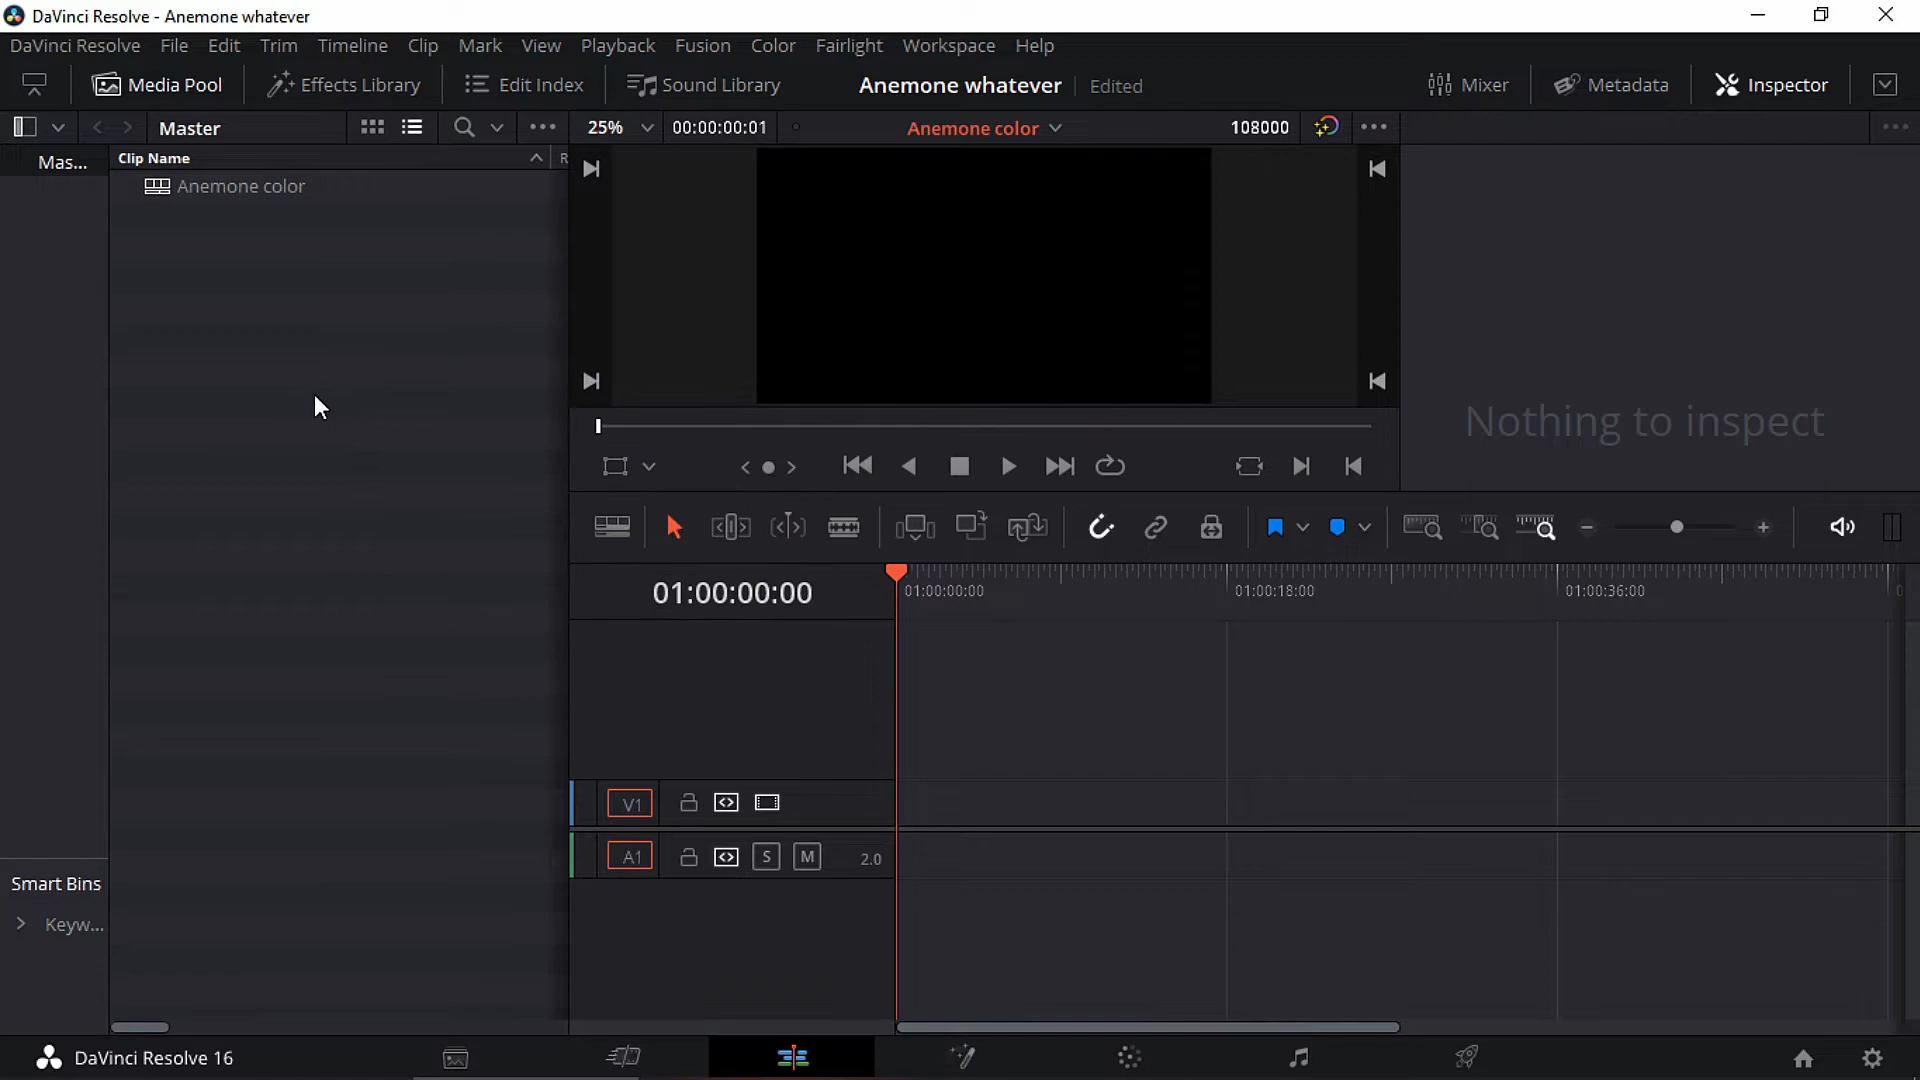 DaVinci Resolve - Anemone whatever
DaVinci Resolve File Edit Trim Timeline Clip Mark View Playback Fusion Color Fairlight Workspace Help
Media Pool Effects Library Edit Index Sound Library Anemone whatever Edited Mixer Metadata Inspector
Master 25% 00:00:00:01 Anemone color 108000
Mas... Clip Name R
Anemone color
Nothing to inspect
01:00:00:00 01:00:00:00 01:00:18:00 01:00:36:00 0
V1
A1 S M 2.0
Smart Bins
Keyw...
DaVinci Resolve 16